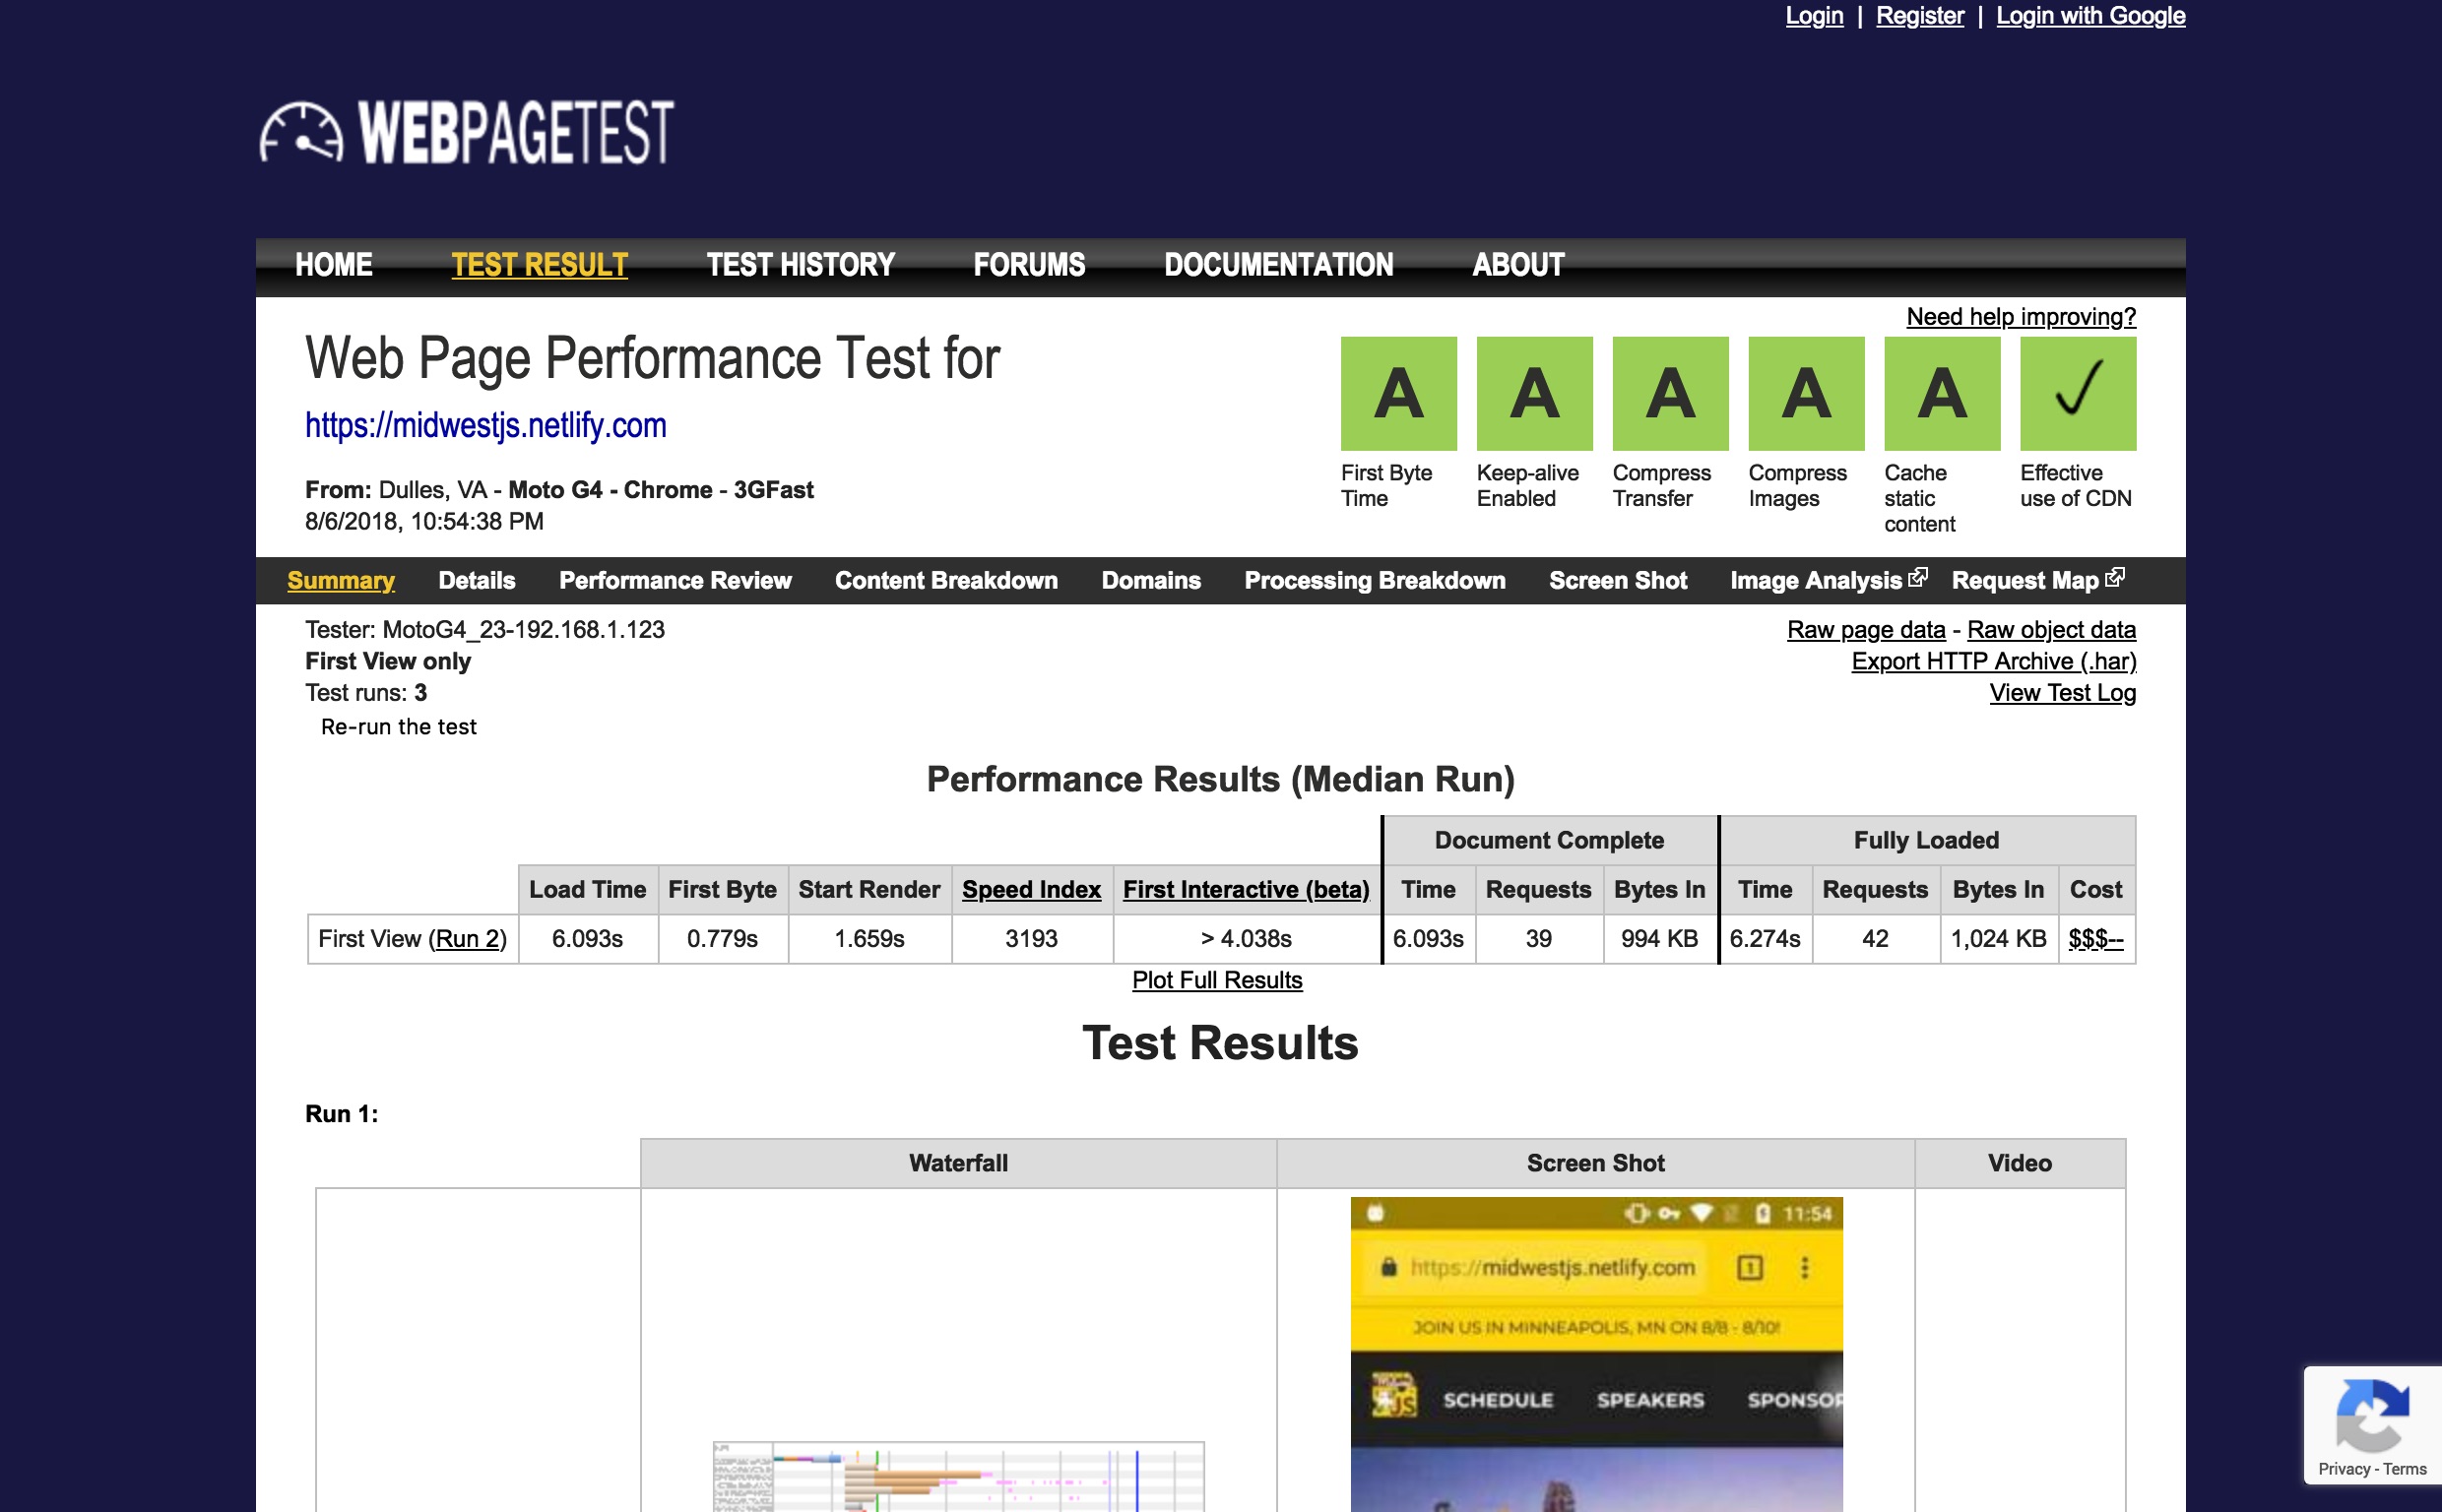 Login | Register | Login with Google
WEBPAGETEST
HOME TEST RESULT TEST HISTORY FORUMS DOCUMENTATION ABOUT
Need help improving?
Web Page Performance Test for
https://midwestjs.netlify.com
From: Dulles, VA - Moto G4 - Chrome - 3GFast
8/6/2018, 10:54:38 PM
A A A A A
First Byte Time
Keep-alive Enabled
Compress Transfer
Compress Images
Cache static content
Effective use of CDN
Summary Details Performance Review Content Breakdown Domains Processing Breakdown Screen Shot Image Analysis Request Map
Tester: MotoG4_23-192.168.1.123
First View only
Test runs: 3
Re-run the test
Raw page data - Raw object data
Export HTTP Archive (.har)
View Test Log
Performance Results (Median Run)
Document Complete Fully Loaded
Load Time First Byte Start Render Speed Index First Interactive (beta) Time Requests Bytes In Time Requests Bytes In Cost
First View (Run 2) 6.093s 0.779s 1.659s 3193 > 4.038s 6.093s 39 994 KB 6.274s 42 1,024 KB $$$--
Plot Full Results
Test Results
Run 1:
Waterfall Screen Shot Video
11:54
https://midwestjs.netlify.com 1
JOIN US IN MINNEAPOLIS, MN ON 8/8 - 8/10!
JS SCHEDULE SPEAKERS SPONSOR
Privacy - Terms